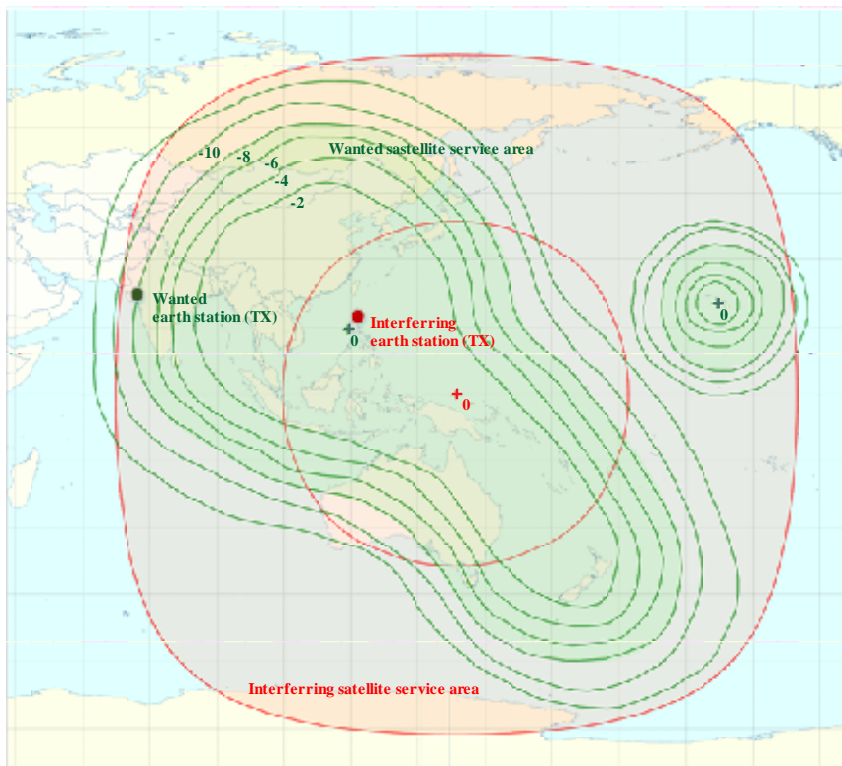 Wanted sastellite service area
-10
-8
-6
-4
-2
Wanted
earth station (TX)
0
Interferring
earth station (TX)
0
0
Interferring satellite service area